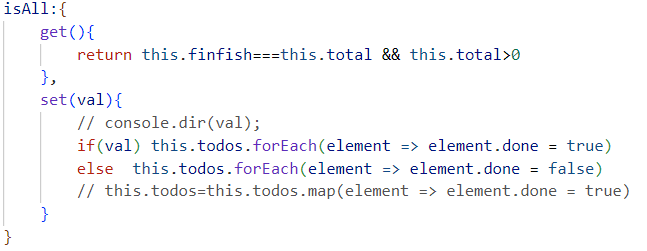 isAll:{
get(){
return this.finfish===this.total && this.total>0
},
set(val){
// console.dir(val);
if(val) this.todos.forEach(element => element.done = true)
else  this.todos.forEach(element => element.done = false)
// this.todos=this.todos.map(element => element.done = true)
}
}